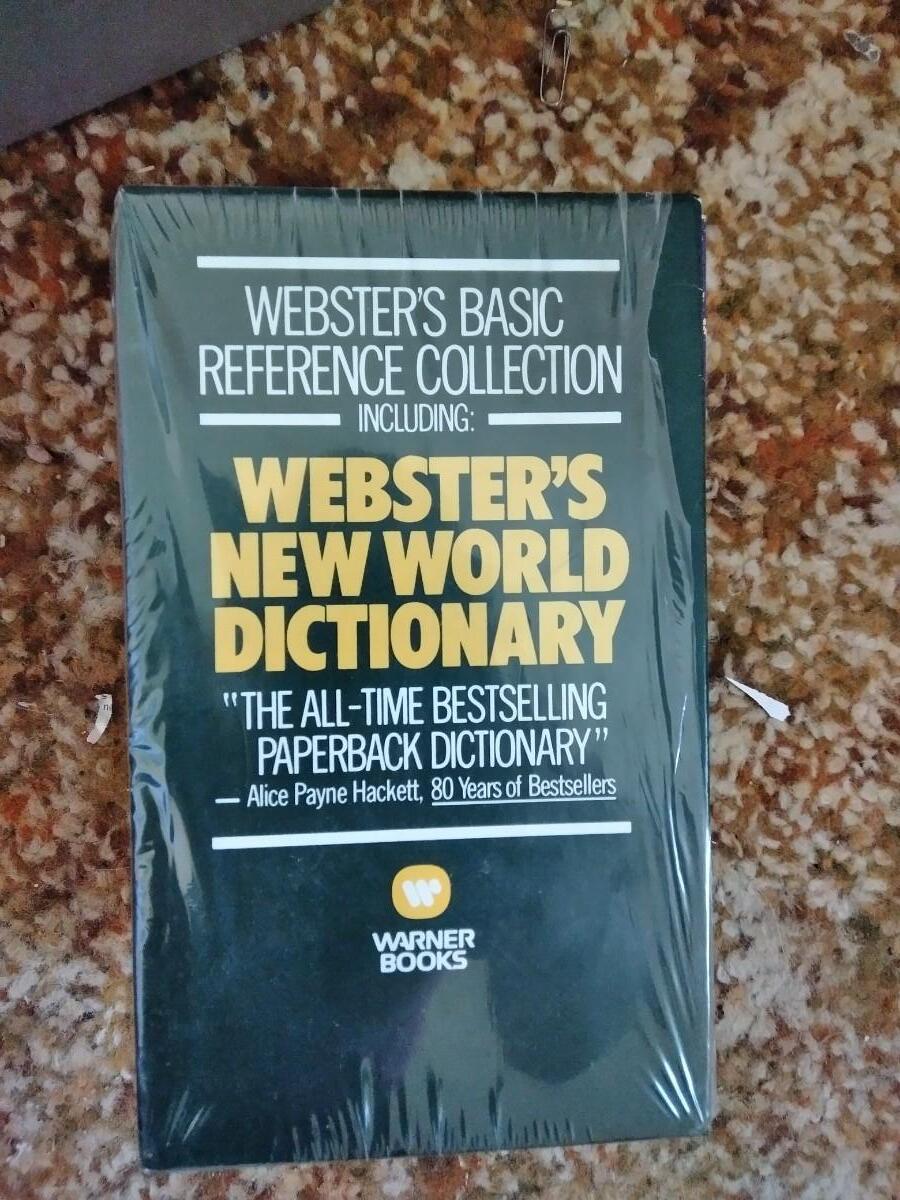 WEBSTER'S BASIC
REFERENCE COLLECTION
INCLUDING:
WEBSTER'S
NEW WORLD
DICTIONARY
"THE ALL-TIME BESTSELLING
PAPERBACK DICTIONARY"
— Alice Payne Hackett, 80 Years of Bestsellers
WARNER
BOOKS